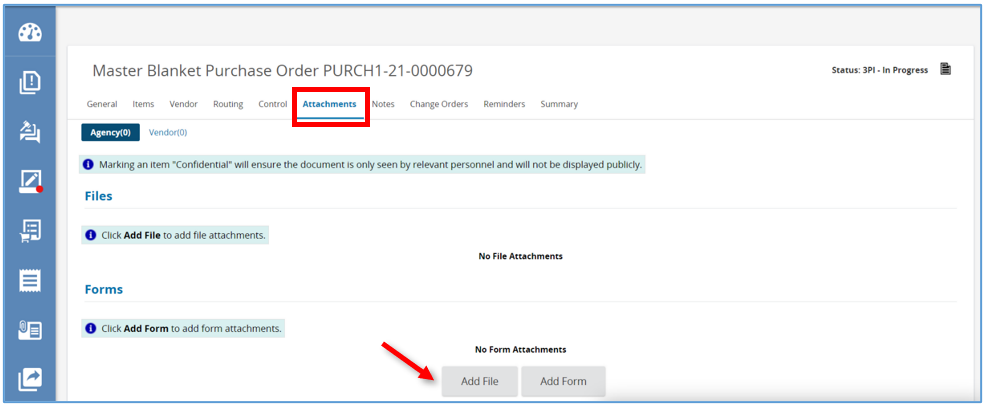 Master Blanket Purchase Order PURCH1-21-0000679
Status: 3PI - In Progress
General Items Vendor Routing Control Attachments Notes Change Orders Reminders Summary
Agency(0) Vendor(0)
Marking an item "Confidential" will ensure the document is only seen by relevant personnel and will not be displayed publicly.
Files
Click Add File to add file attachments.
No File Attachments
Forms
Click Add Form to add form attachments.
No Form Attachments
Add File Add Form